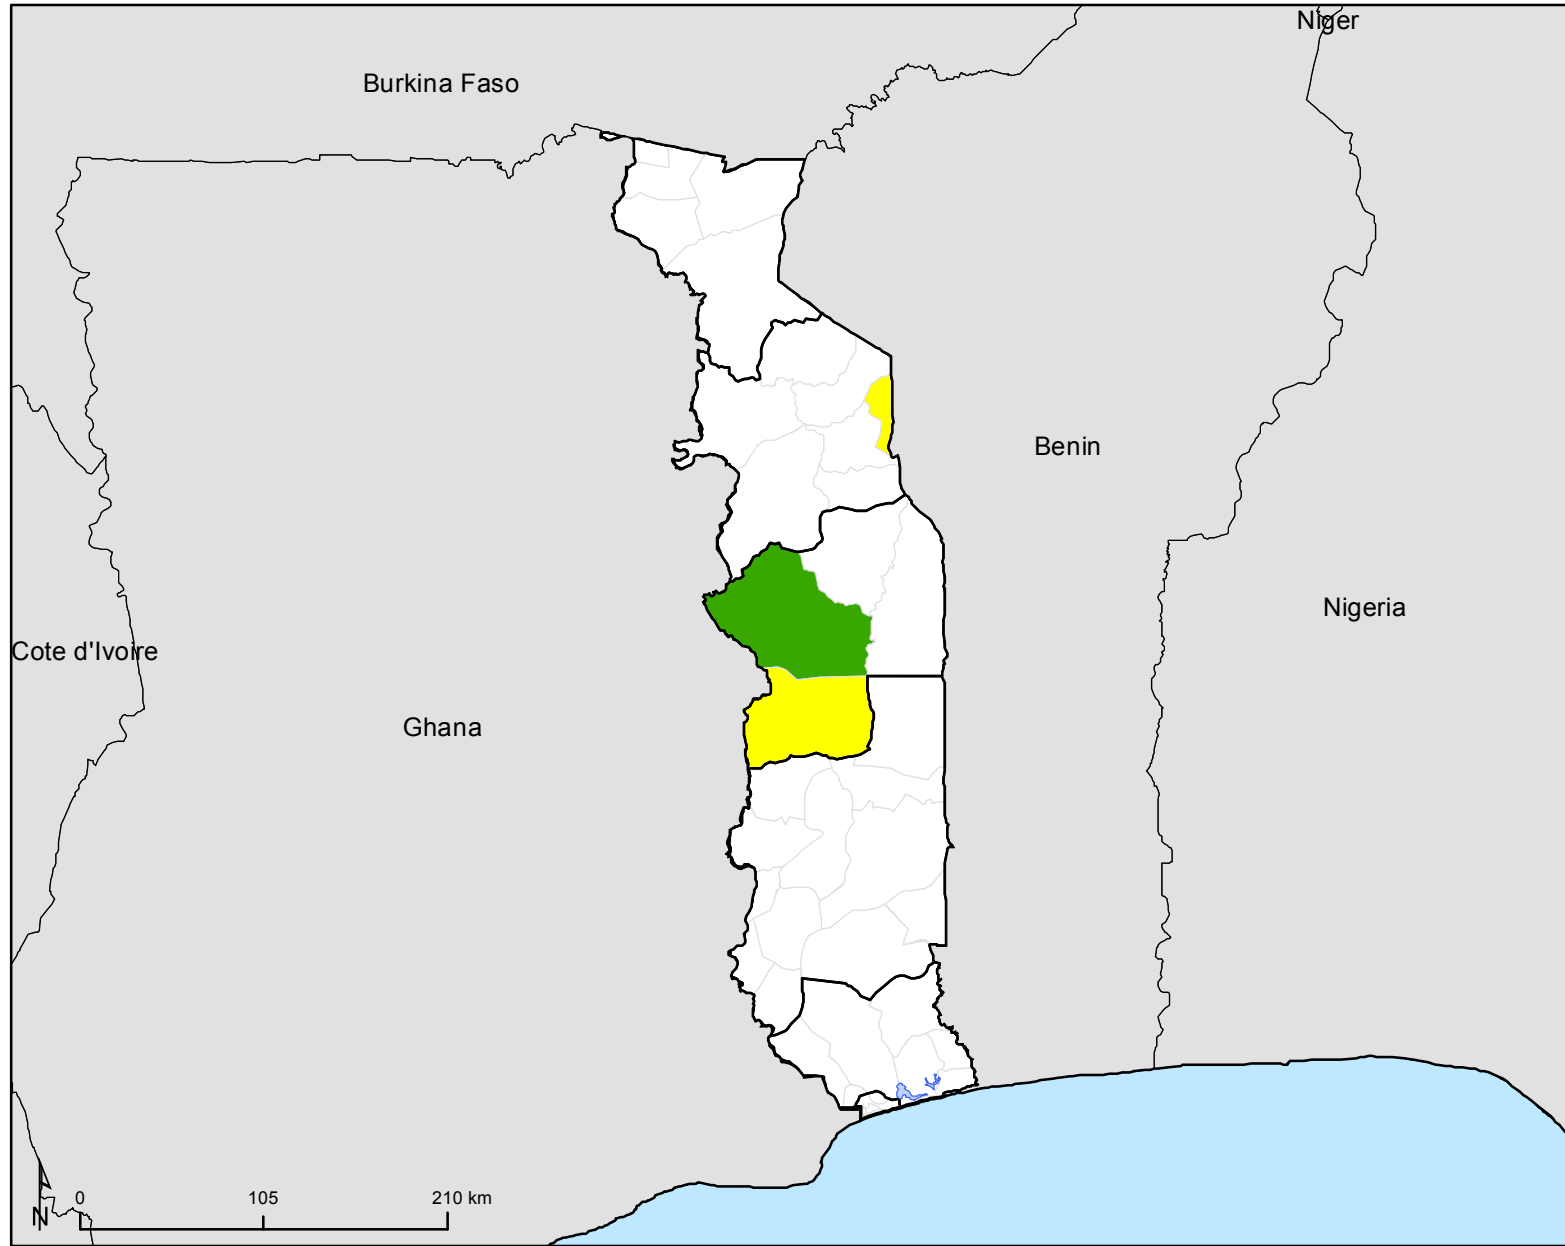 Niger
Burkina Faso
Benin
Nigeria
Cote d'Ivoire
Ghana
N
0 105 210 km